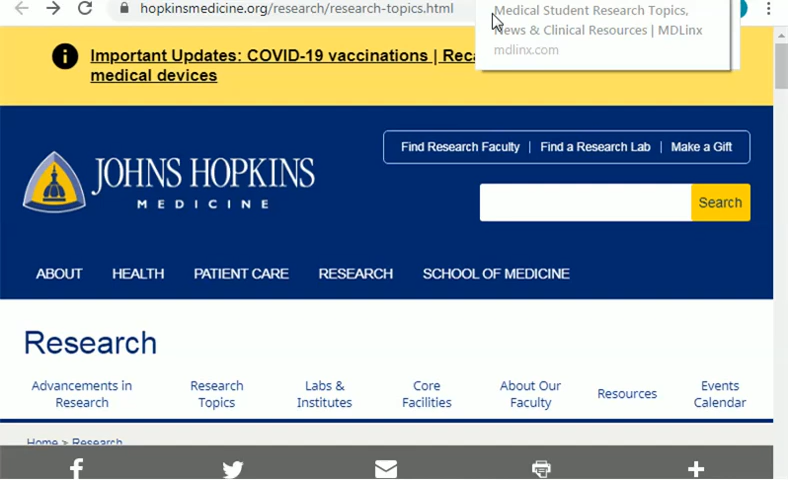 hopkinsmedicine.org/research/research-topics.html
Medical Student Research Topics,
News & Clinical Resources | MDLinx
mdlinx.com
Important Updates: COVID-19 vaccinations |
medical devices
Find Research Faculty | Find a Research Lab | Make a Gift
JOHNS HOPKINS
MEDICINE
Search
ABOUT HEALTH PATIENT CARE RESEARCH SCHOOL OF MEDICINE
Research
Advancements in Research
Research Topics
Labs & Institutes
Core Facilities
About Our Faculty
Resources
Events Calendar
Home > Research